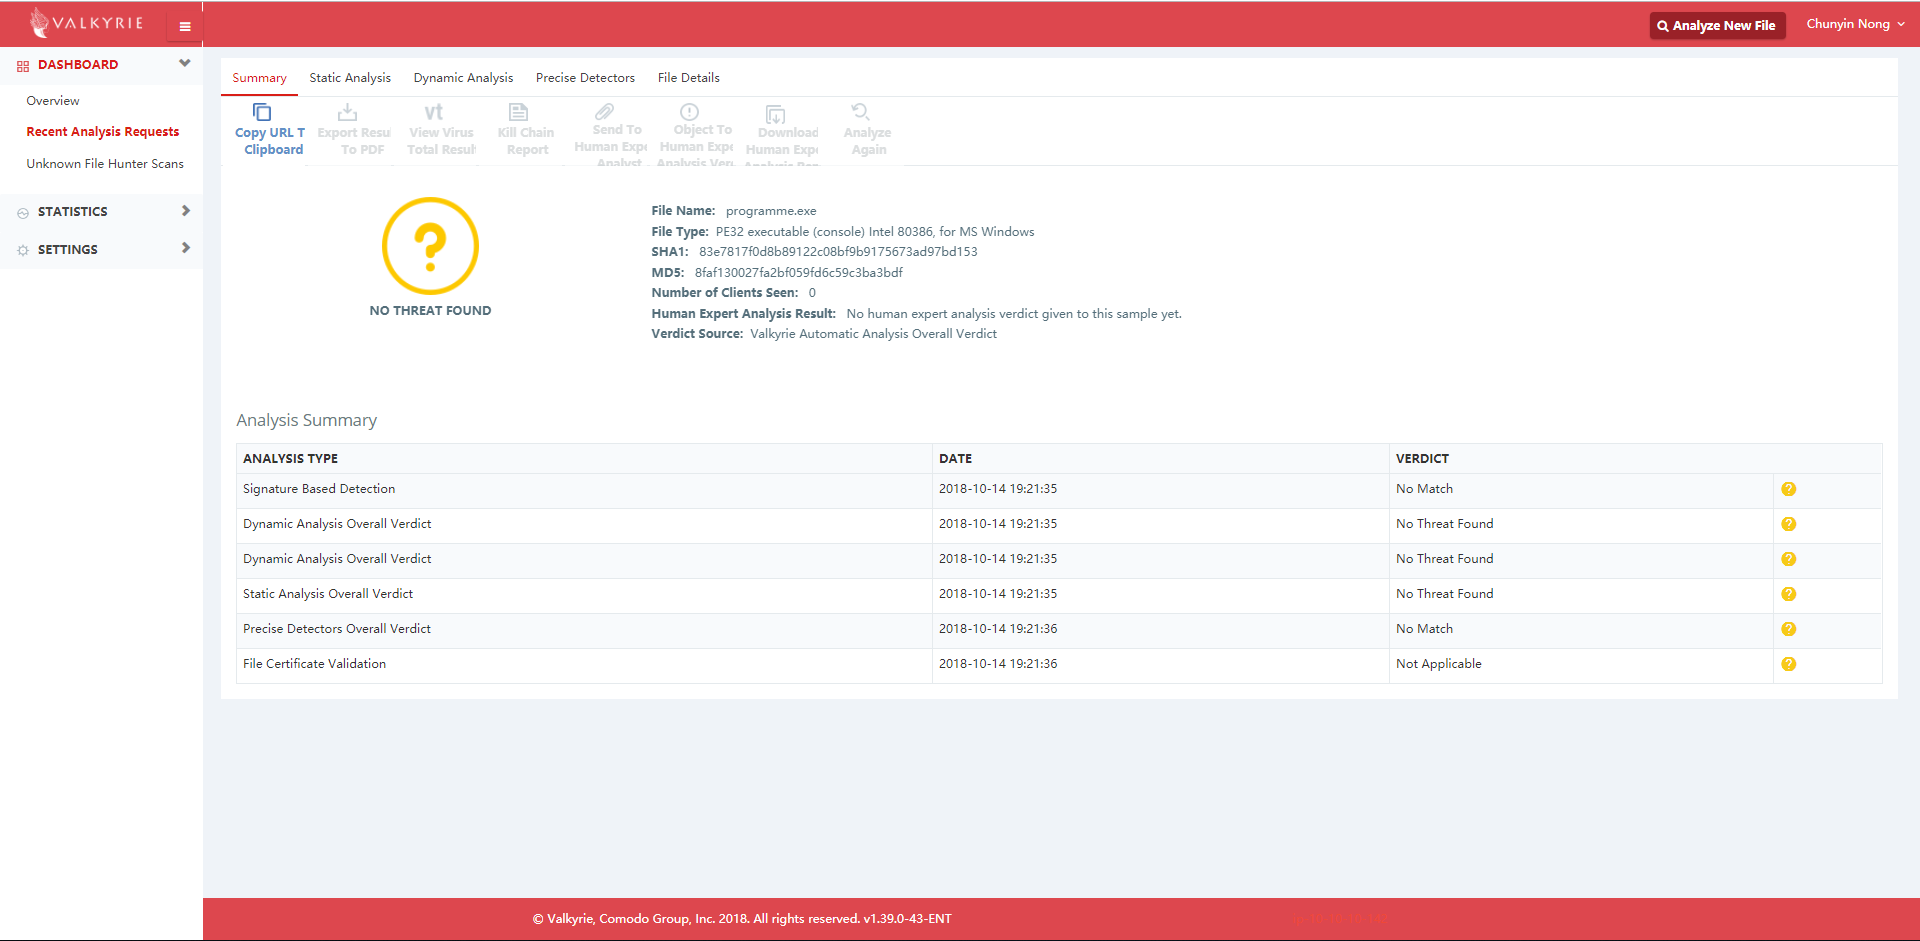 VALKYRIE
Analyze New File
Chunyin Nong
DASHBOARD
Overview
Recent Analysis Requests
Unknown File Hunter Scans
STATISTICS
SETTINGS
Summary Static Analysis Dynamic Analysis Precise Detectors File Details
Copy URL T
Clipboard
Export Resu
To PDF
vt
View Virus
Total Resul
Kill Chain
Report
Send To
Human Expe
Analyst
Object To
Human Expe
Analysis Ver
Download
Human Expe
Analyze
Again
NO THREAT FOUND
File Name: programme.exe
File Type: PE32 executable (console) Intel 80386, for MS Windows
SHA1: 83e7817f0d8b89122c08bf9b9175673ad97bd153
MD5: 8faf130027fa2bf059fd6c59c3ba3bdf
Number of Clients Seen: 0
Human Expert Analysis Result: No human expert analysis verdict given to this sample yet.
Verdict Source: Valkyrie Automatic Analysis Overall Verdict
Analysis Summary
ANALYSIS TYPE DATE VERDICT
Signature Based Detection 2018-10-14 19:21:35 No Match
Dynamic Analysis Overall Verdict 2018-10-14 19:21:35 No Threat Found
Dynamic Analysis Overall Verdict 2018-10-14 19:21:35 No Threat Found
Static Analysis Overall Verdict 2018-10-14 19:21:35 No Threat Found
Precise Detectors Overall Verdict 2018-10-14 19:21:36 No Match
File Certificate Validation 2018-10-14 19:21:36 Not Applicable
© Valkyrie, Comodo Group, Inc. 2018. All rights reserved. v1.39.0-43-ENT